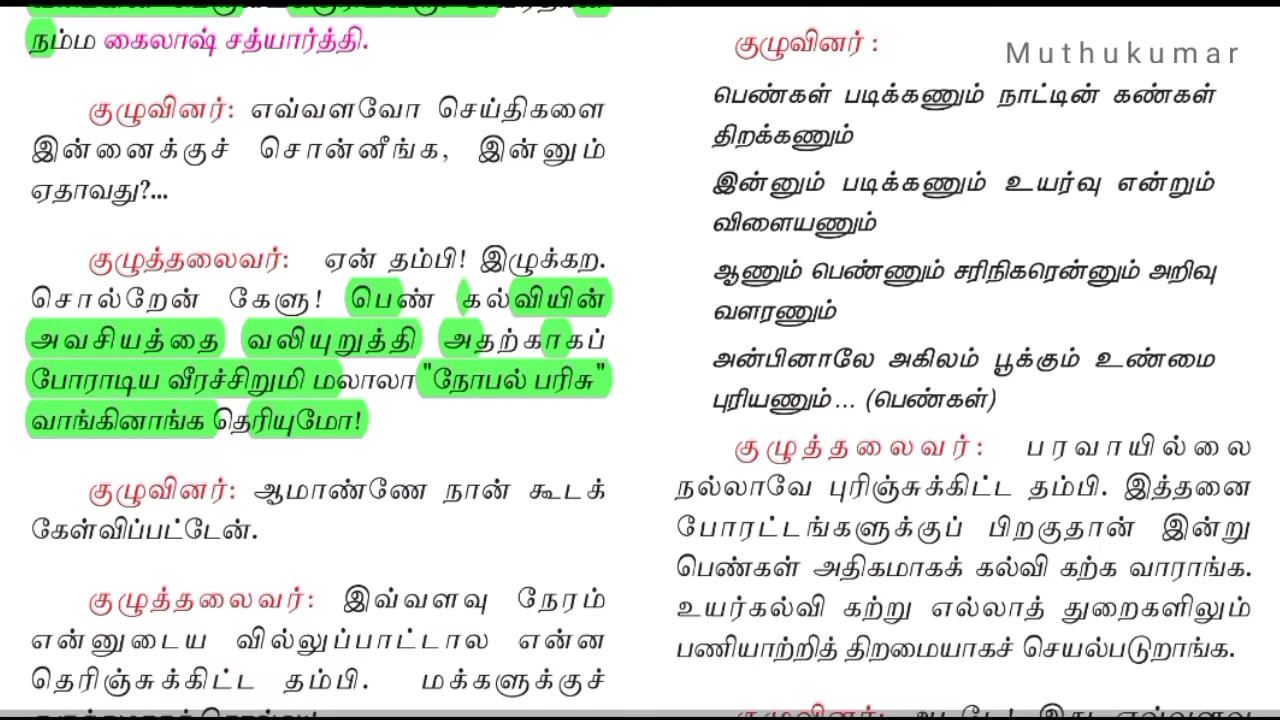 நம்ம கைலாஷ் சத்யார்த்தி.
குழுவினர்: எவ்வளவோ செய்திகளை
இன்னைக்குச் சொன்னீங்க, இன்னும்
ஏதாவது?...
குழுத்தலைவர்: ஏன் தம்பி! இழுக்கற.
சொல்றேன் கேளு! பெண் கல்வியின்
அவசியத்தை வலியுறுத்தி அதற்காகப்
போராடிய வீரச்சிறுமி மலாலா "நோபல் பரிசு"
வாங்கினாங்க தெரியுமோ!
குழுவினர்: ஆமாண்ணே நான் கூடக்
கேள்விப்பட்டேன்.
குழுத்தலைவர்: இவ்வளவு நேரம்
என்னுடைய வில்லுப்பாட்டால என்ன
தெரிஞ்சுக்கிட்ட தம்பி. மக்களுக்குச்
குழுவினர் :
Muthukumar
பெண்கள் படிக்கணும் நாட்டின் கண்கள்
திறக்கணும்
இன்னும் படிக்கணும் உயர்வு என்றும்
விளையணும்
ஆணும் பெண்ணும் சரிநிகரென்னும் அறிவு
வளரணும்
அன்பினாலே அகிலம் பூக்கும் உண்மை
புரியணும்... (பெண்கள்)
குழுத்தலைவர்: பரவாயில்லை
நல்லாவே புரிஞ்சுக்கிட்ட தம்பி. இத்தனை
போரட்டங்களுக்குப் பிறகுதான் இன்று
பெண்கள் அதிகமாகக் கல்வி கற்க வாராங்க.
உயர்கல்வி கற்று எல்லாத் துறைகளிலும்
பணியாற்றித் திறமையாகச் செயல்படுறாங்க.